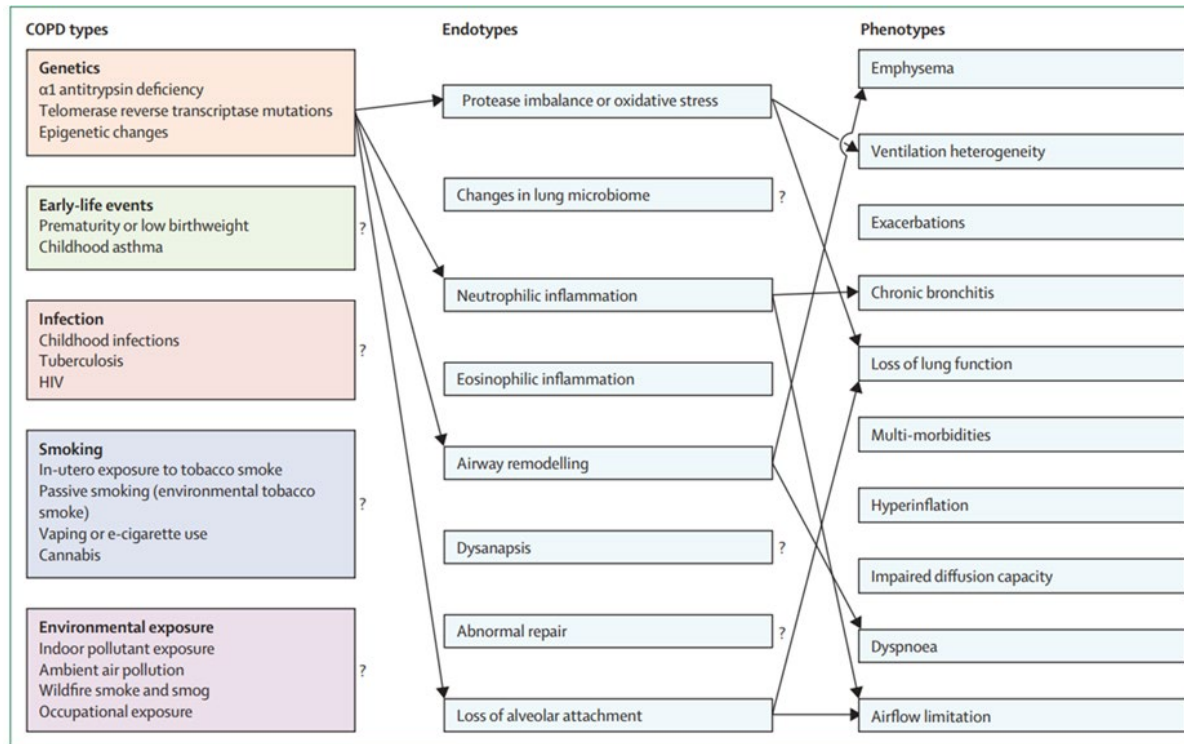 COPD types
Genetics
α1 antitrypsin deficiency
Telomerase reverse transcriptase mutations
Epigenetic changes
Early-life events
Prematurity or low birthweight
Childhood asthma
?
Infection
Childhood infections
Tuberculosis
HIV
?
Smoking
In-utero exposure to tobacco smoke
Passive smoking (environmental tobacco
smoke)
Vaping or e-cigarette use
Cannabis
?
Environmental exposure
Indoor pollutant exposure
Ambient air pollution
Wildfire smoke and smog
Occupational exposure
?
Endotypes
Protease imbalance or oxidative stress
Changes in lung microbiome
?
Neutrophilic inflammation
Eosinophilic inflammation
Airway remodelling
Dysanapsis
?
Abnormal repair
?
Loss of alveolar attachment
Phenotypes
Emphysema
Ventilation heterogeneity
Exacerbations
Chronic bronchitis
Loss of lung function
Multi-morbidities
Hyperinflation
Impaired diffusion capacity
Dyspnoea
Airflow limitation